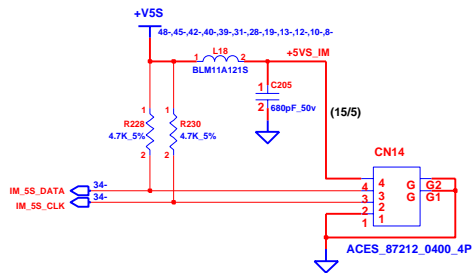 +V5S
48-,45-,42-,40-,39-,31-,28-,19-,13-,12-,10-,8-
L18
1 2 +5VS_IM
BLM11A121S
1 C205
2 680pF_50v
1 1
R228 R230 (15/5)
4.7K_5% 4.7K_5%
2 2
CN14
IM_5S_DATA 34- 4 4 G G2
IM_5S_CLK 34- 3 3 G G1
2 2
1 1
ACES_87212_0400_4P